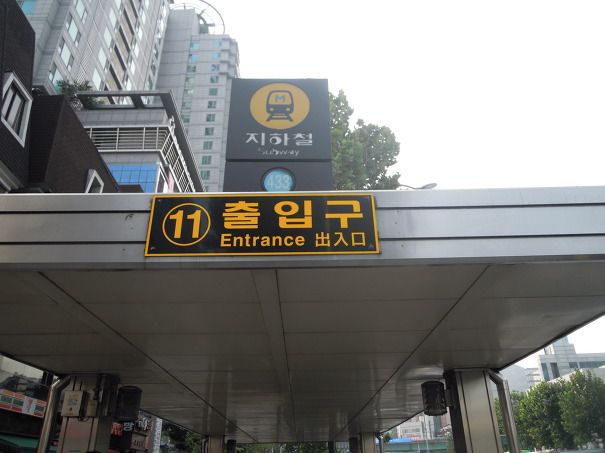 M
지하철
Subway
433
11 출입구
Entrance 出入口